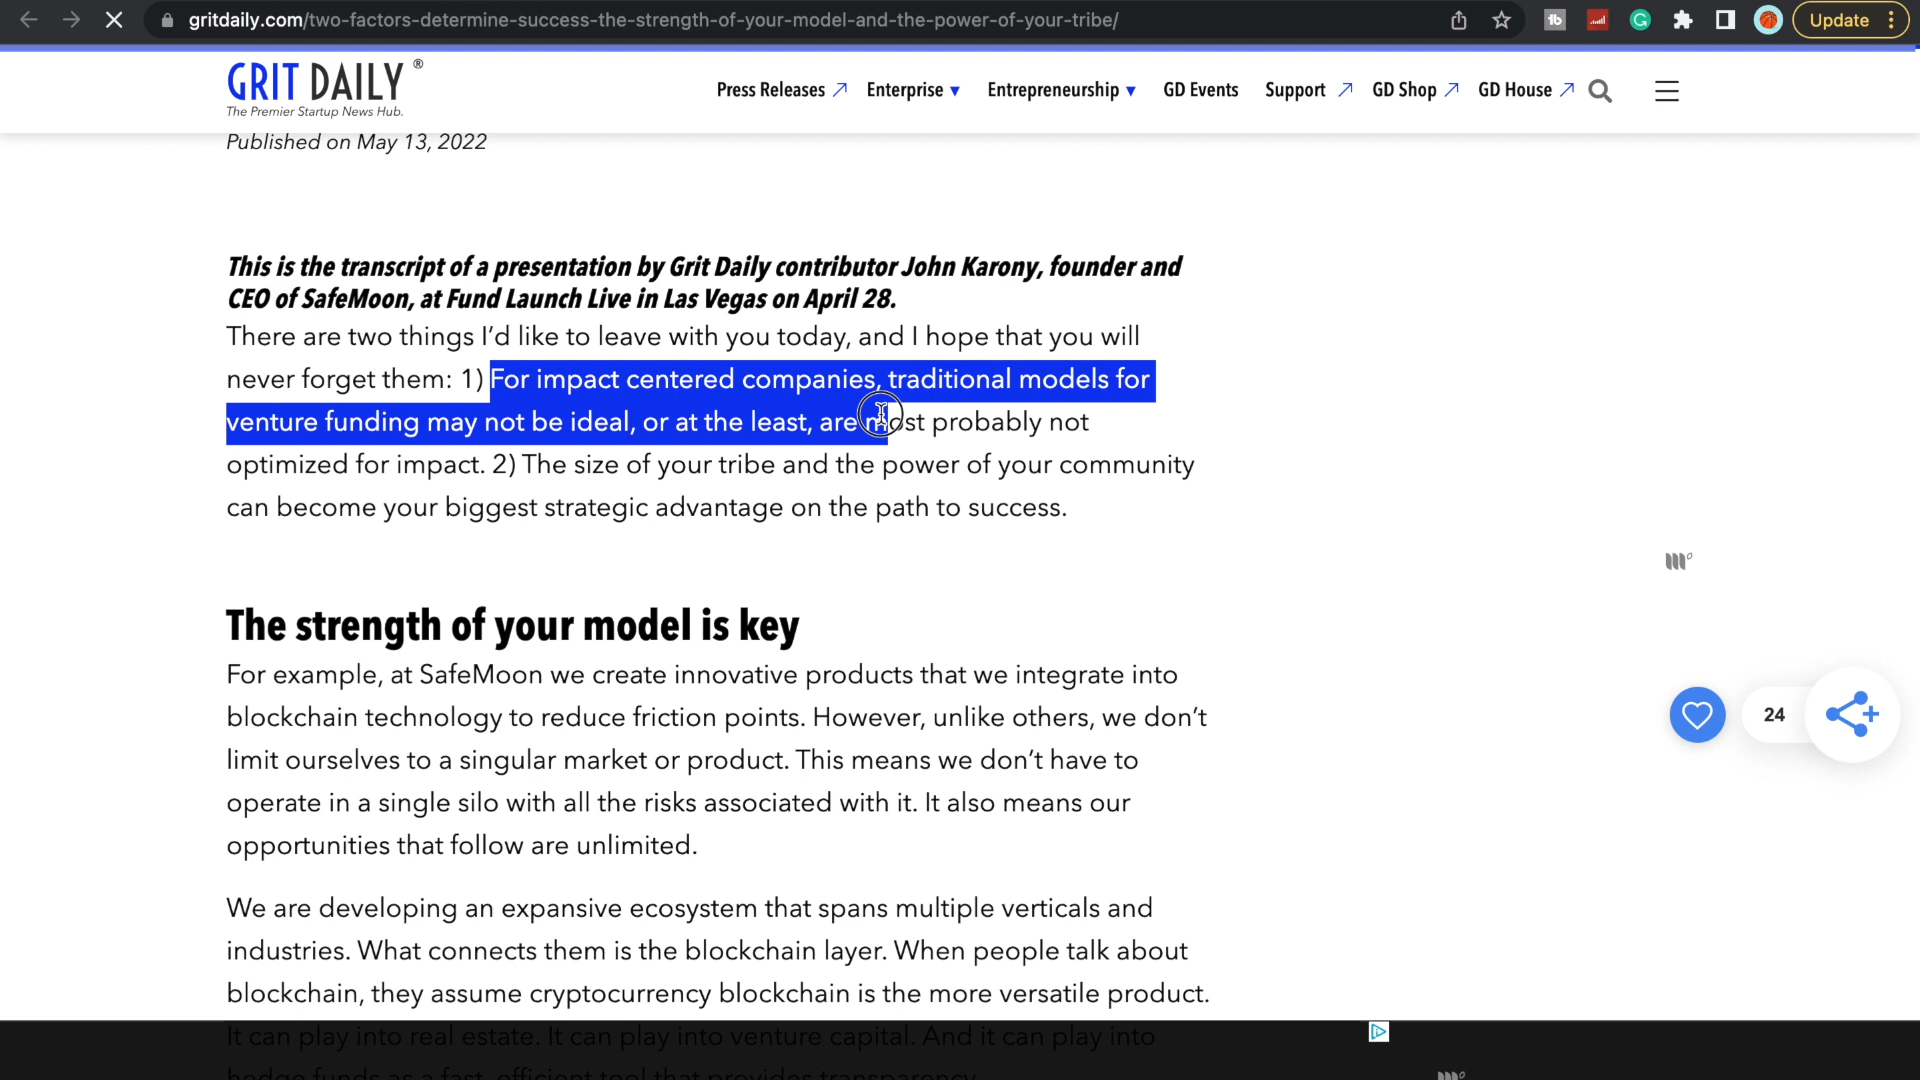 gritdaily.com/two-factors-determine-success-the-strength-of-your-model-and-the-power-of-your-tribe/
Update
GRIT DAILY ®
The Premier Startup News Hub.
Press Releases
Enterprise
Entrepreneurship
GD Events
Support
GD Shop
GD House
Published on May 13, 2022
This is the transcript of a presentation by Grit Daily contributor John Karony, founder and
CEO of SafeMoon, at Fund Launch Live in Las Vegas on April 28.
There are two things I’d like to leave with you today, and I hope that you will
never forget them: 1) For impact centered companies, traditional models for
venture funding may not be ideal, or at the least, are most probably not
optimized for impact. 2) The size of your tribe and the power of your community
can become your biggest strategic advantage on the path to success.
The strength of your model is key
For example, at SafeMoon we create innovative products that we integrate into
blockchain technology to reduce friction points. However, unlike others, we don’t
limit ourselves to a singular market or product. This means we don’t have to
operate in a single silo with all the risks associated with it. It also means our
opportunities that follow are unlimited.
24
We are developing an expansive ecosystem that spans multiple verticals and
industries. What connects them is the blockchain layer. When people talk about
blockchain, they assume cryptocurrency blockchain is the more versatile product.
It can play into real estate. It can play into venture capital. And it can play into
hedge funds as a fast, efficient tool that provides transparency.